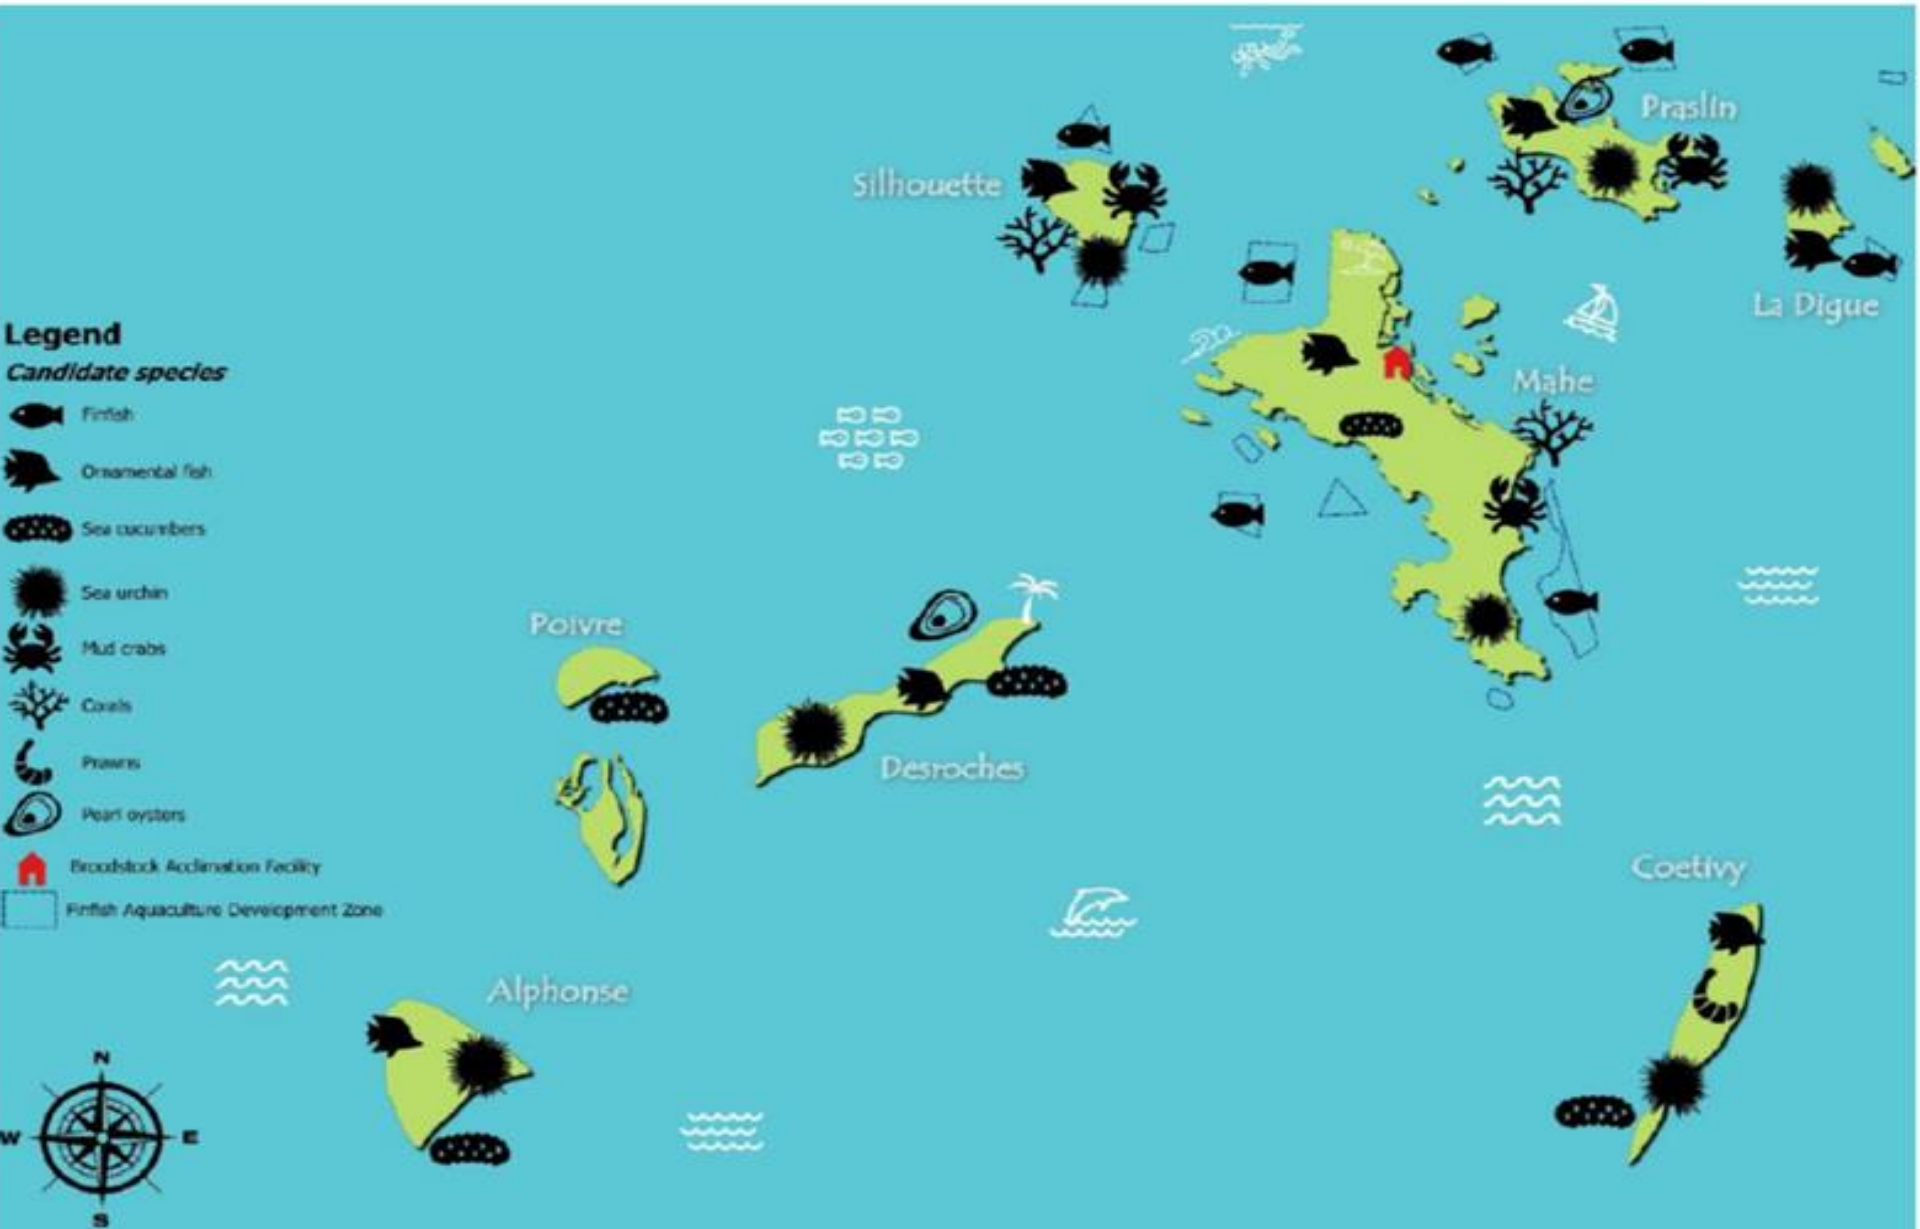 Praslin
Silhouette
La Digue
Legend
Candidate species
Mahe
Finfish
Ornamental fish
Sea cucumbers
Sea urchin
Poivre
Mud crabs
Corals
Prawns
Desroches
Pearl oysters
Broodstock Acclimation Facility
Coetivy
Finfish Aquaculture Development Zone
Alphonse
N
W
E
S